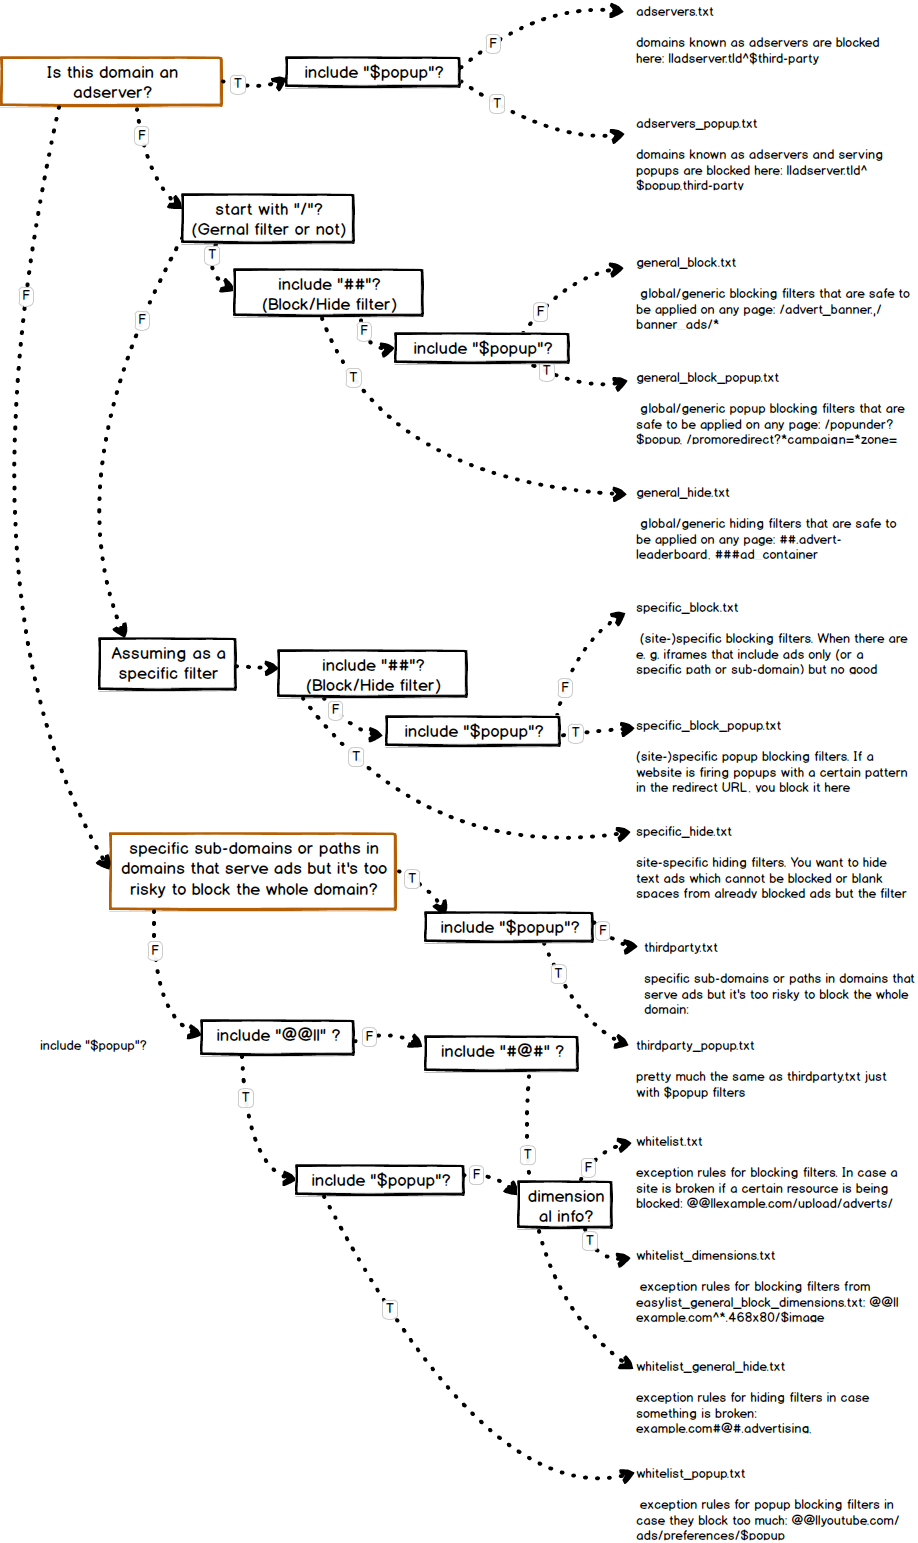 adservers.txt
domains known as adservers are blocked
here: lladserver.tld^$third-party
Is this domain an
adserver?
T
include "$popup"?
F
T
adservers_popup.txt
domains known as adservers and serving
popups are blocked here: lladserver.tld^
$popup,third-party
F
start with "/"?
(Gernal filter or not)
T
F
F
include "##"?
(Block/Hide filter)
F
T
include "$popup"?
F
T
general_block.txt
global/generic blocking filters that are safe to
be applied on any page: /advert_banner.,/
banner_ads/*
general_block_popup.txt
global/generic popup blocking filters that are
safe to be applied on any page: /popunder?
$popup, /promoredirect?*campaign=*zone=
general_hide.txt
global/generic hiding filters that are safe to
be applied on any page: ##.advert-
leaderboard, ###ad_container
Assuming as a
specific filter
include "##"?
(Block/Hide filter)
F
T
include "$popup"?
F
T
specific_block.txt
(site-)specific blocking filters. When there are
e. g. iframes that include ads only (or a
specific path or sub-domain) but no good
specific_block_popup.txt
(site-)specific popup blocking filters. If a
website is firing popups with a certain pattern
in the redirect URL, you block it here
specific_hide.txt
site-specific hiding filters. You want to hide
text ads which cannot be blocked or blank
spaces from already blocked ads but the filter
specific sub-domains or paths in
domains that serve ads but it's too
risky to block the whole domain?
T
F
include "$popup"?
F
T
thirdparty.txt
specific sub-domains or paths in domains that
serve ads but it's too risky to block the whole
domain:
thirdparty_popup.txt
pretty much the same as thirdparty.txt just
with $popup filters
include "$popup"?
include "@@ll" ?
F
T
include "#@#" ?
T
include "$popup"?
F
T
dimension
al info?
F
T
whitelist.txt
exception rules for blocking filters. In case a
site is broken if a certain resource is being
blocked: @@llexample.com/upload/adverts/
whitelist_dimensions.txt
exception rules for blocking filters from
easylist_general_block_dimensions.txt: @@ll
example.com^*.468x80/$image
whitelist_general_hide.txt
exception rules for hiding filters in case
something is broken:
example.com#@#.advertising,
whitelist_popup.txt
exception rules for popup blocking filters in
case they block too much: @@llyoutube.com/
ads/preferences/$popup